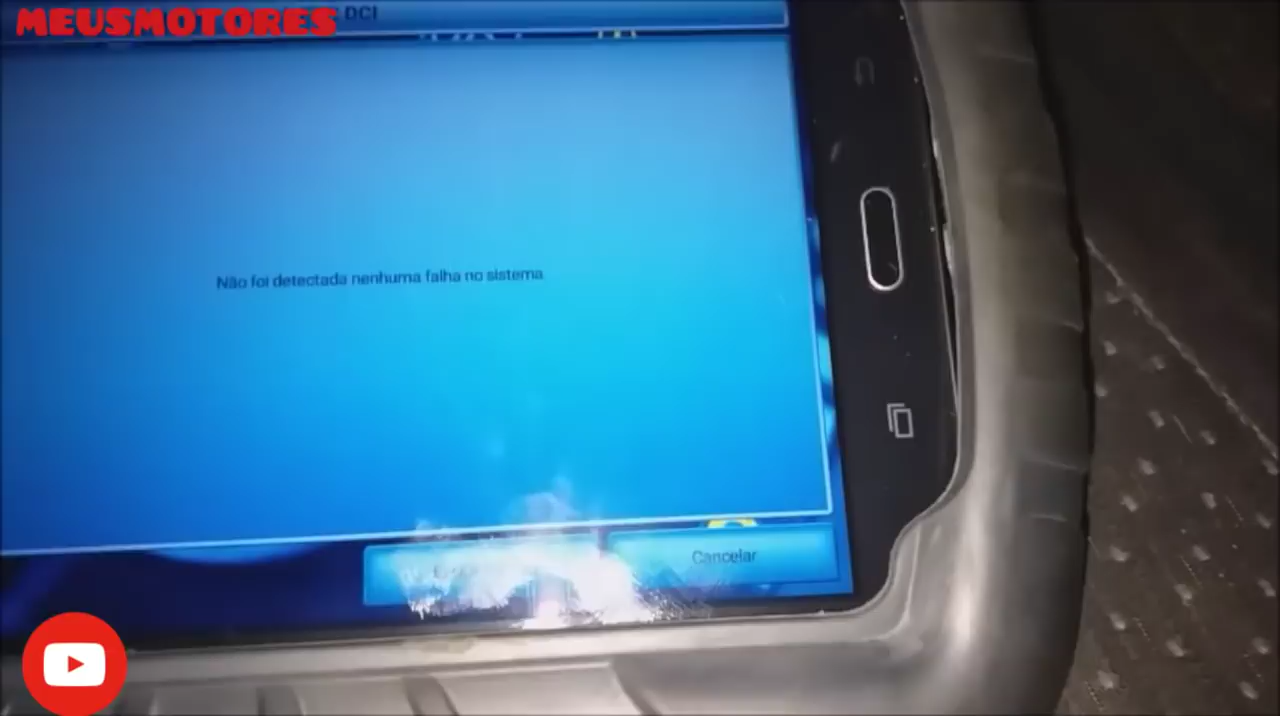 MEUSMOTORES
DCI
Não foi detectada nenhuma falha no sistema
Cancelar